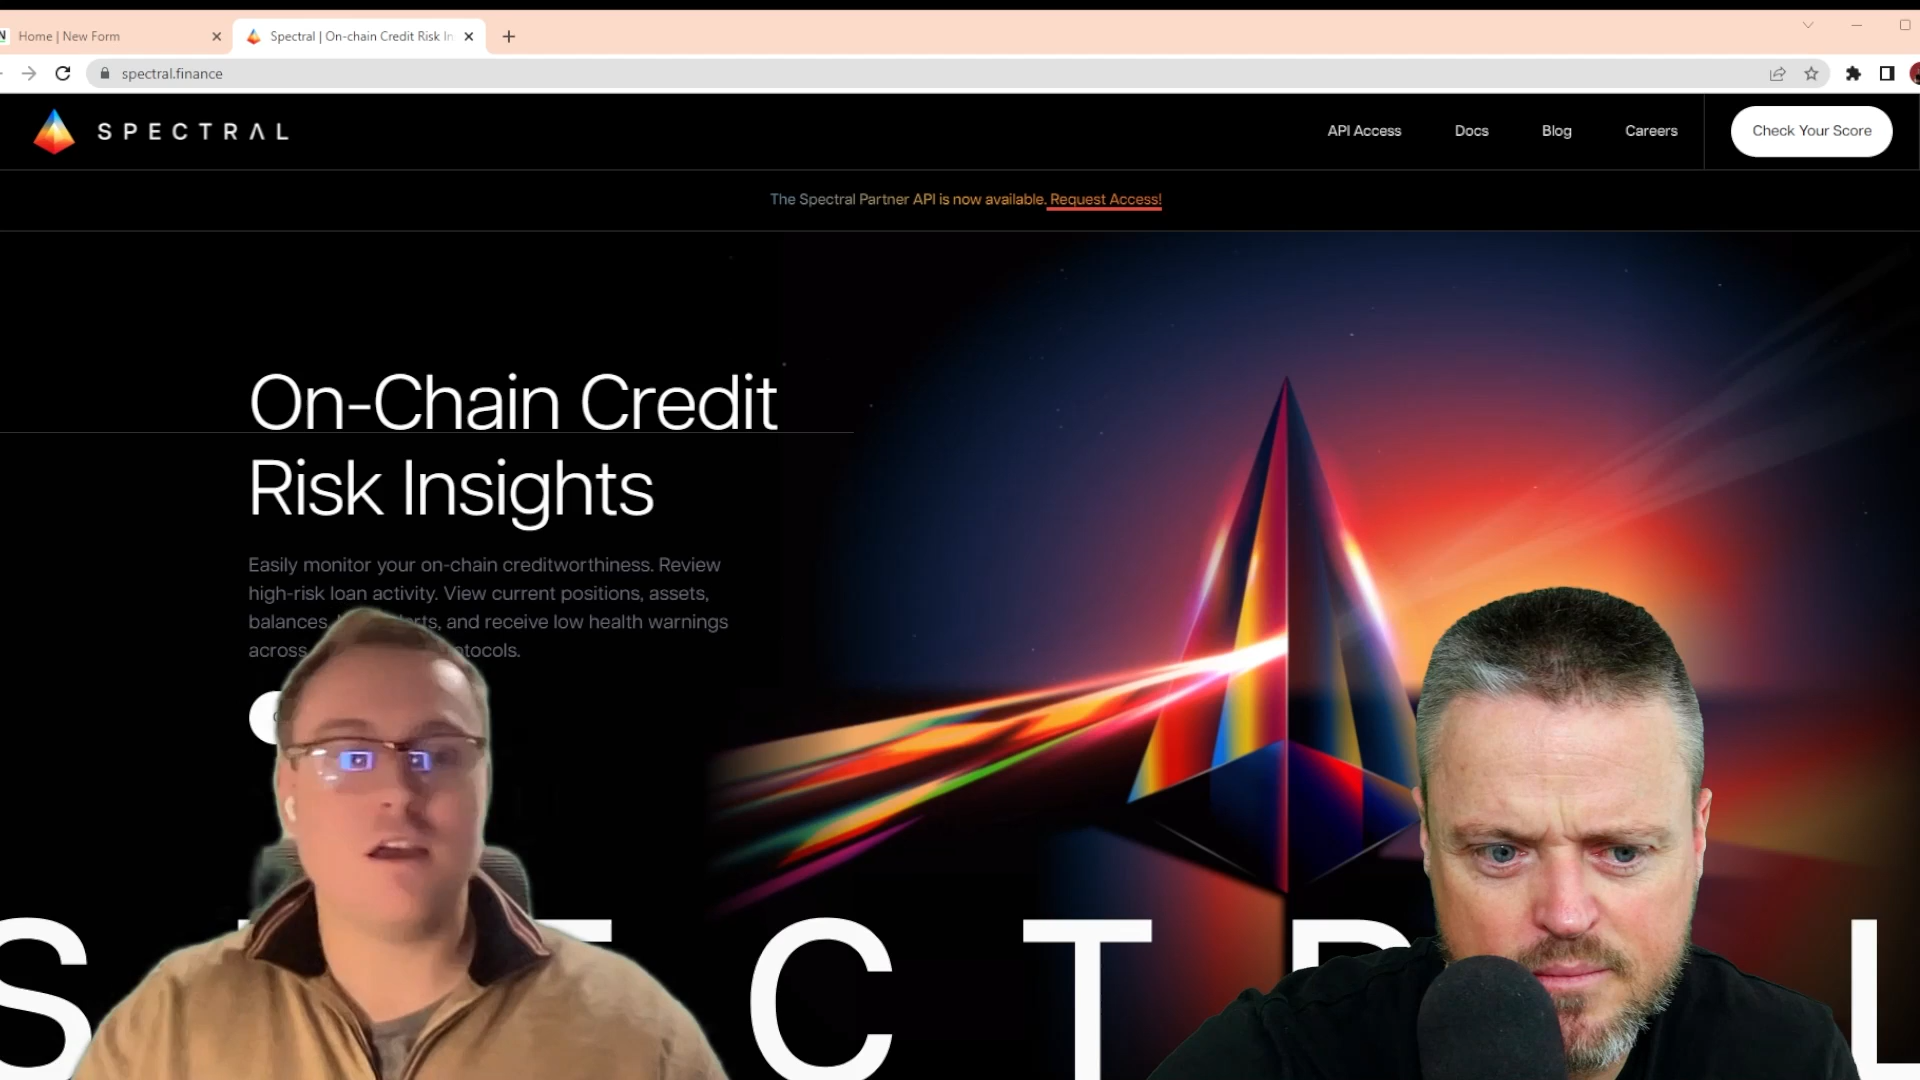 Home | New Form
Spectral | On-chain Credit Risk In
spectral.finance
SPECTRAL
API Access
Docs
Blog
Careers
Check Your Score
The Spectral Partner API is now available. Request Access!
On-Chain Credit
Risk Insights
Easily monitor your on-chain creditworthiness. Review
high-risk loan activity. View current positions, assets,
balances, and receive low health warnings
across
S C T L